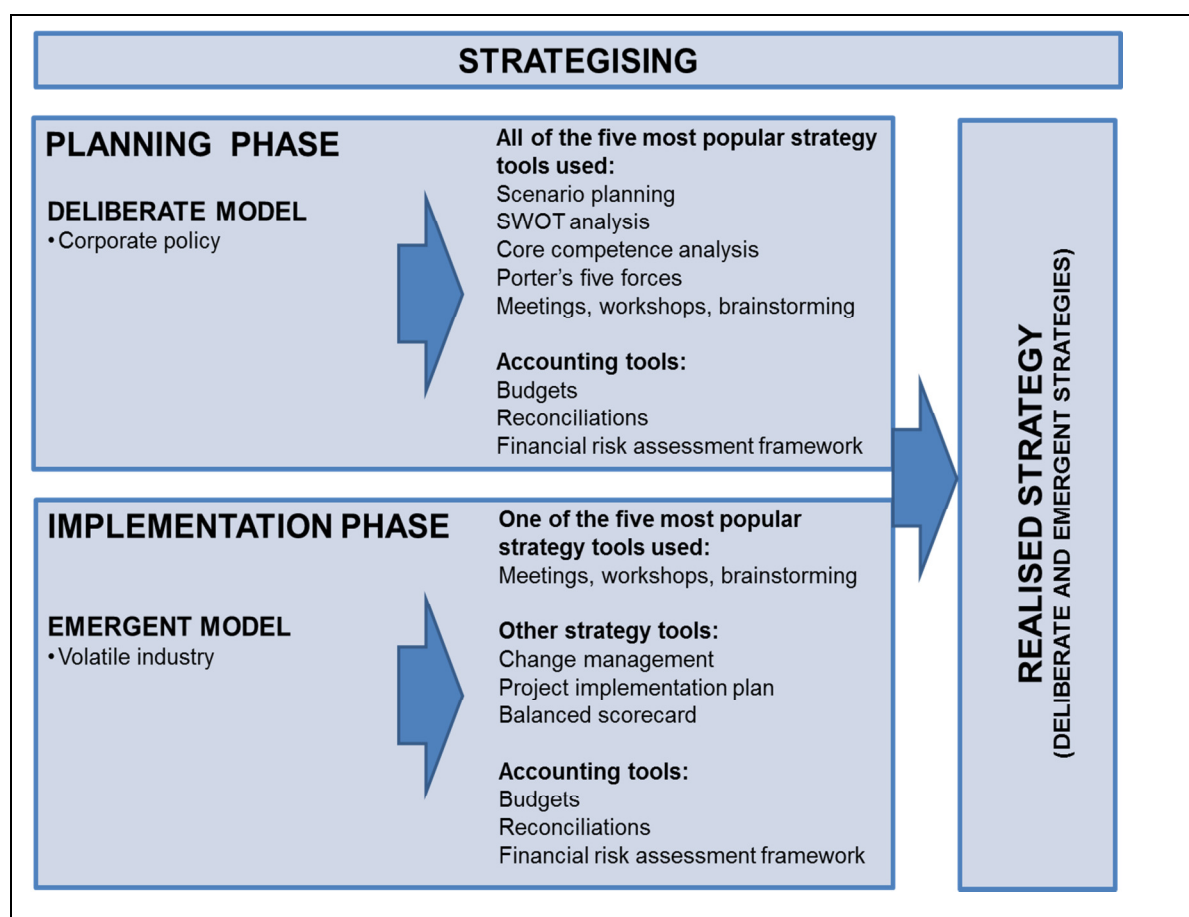 STRATEGISING
PLANNING PHASE
DELIBERATE MODEL
• Corporate policy
All of the five most popular strategy
tools used:
Scenario planning
SWOT analysis
Core competence analysis
Porter's five forces
Meetings, workshops, brainstorming
Accounting tools:
Budgets
Reconciliations
Financial risk assessment framework
IMPLEMENTATION PHASE
EMERGENT MODEL
• Volatile industry
One of the five most popular
strategy tools used:
Meetings, workshops, brainstorming
Other strategy tools:
Change management
Project implementation plan
Balanced scorecard
Accounting tools:
Budgets
Reconciliations
Financial risk assessment framework
REALISED STRATEGY
(DELIBERATE AND EMERGENT STRATEGIES)